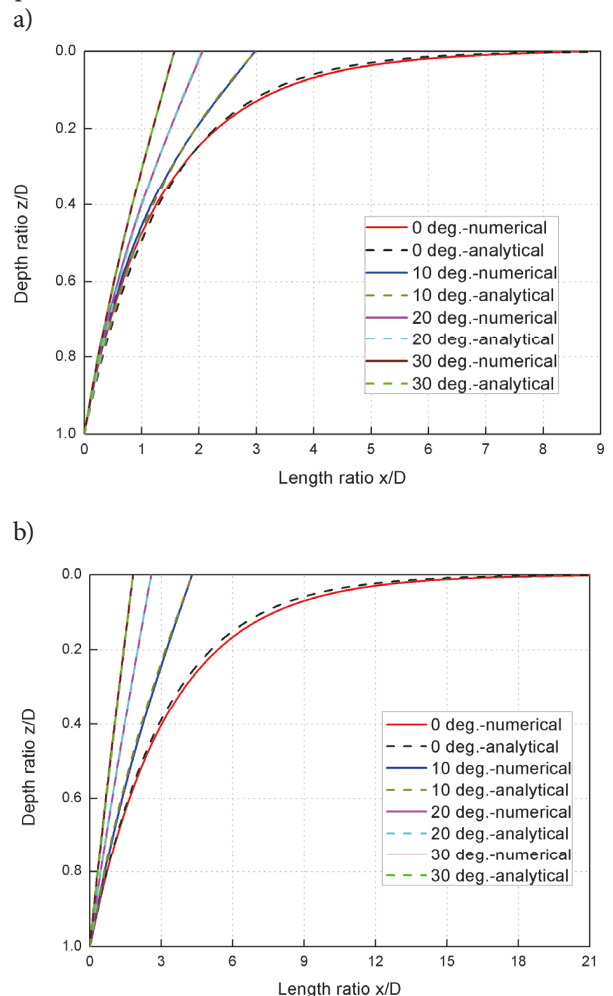 a)
0.0
0.2
0.4
0.6
0.8
1.0
Depth ratio z/D
0 deg.-numerical
0 deg.-analytical
10 deg.-numerical
10 deg.-analytical
20 deg.-numerical
20 deg.-analytical
30 deg.-numerical
30 deg.-analytical
0 1 2 3 4 5 6 7 8 9
Length ratio x/D
b)
0.0
0.2
0.4
0.6
0.8
1.0
Depth ratio z/D
0 deg.-numerical
0 deg.-analytical
10 deg.-numerical
10 deg.-analytical
20 deg.-numerical
20 deg.-analytical
30 deg.-numerical
30 deg.-analytical
0 3 6 9 12 15 18 21
Length ratio x/D